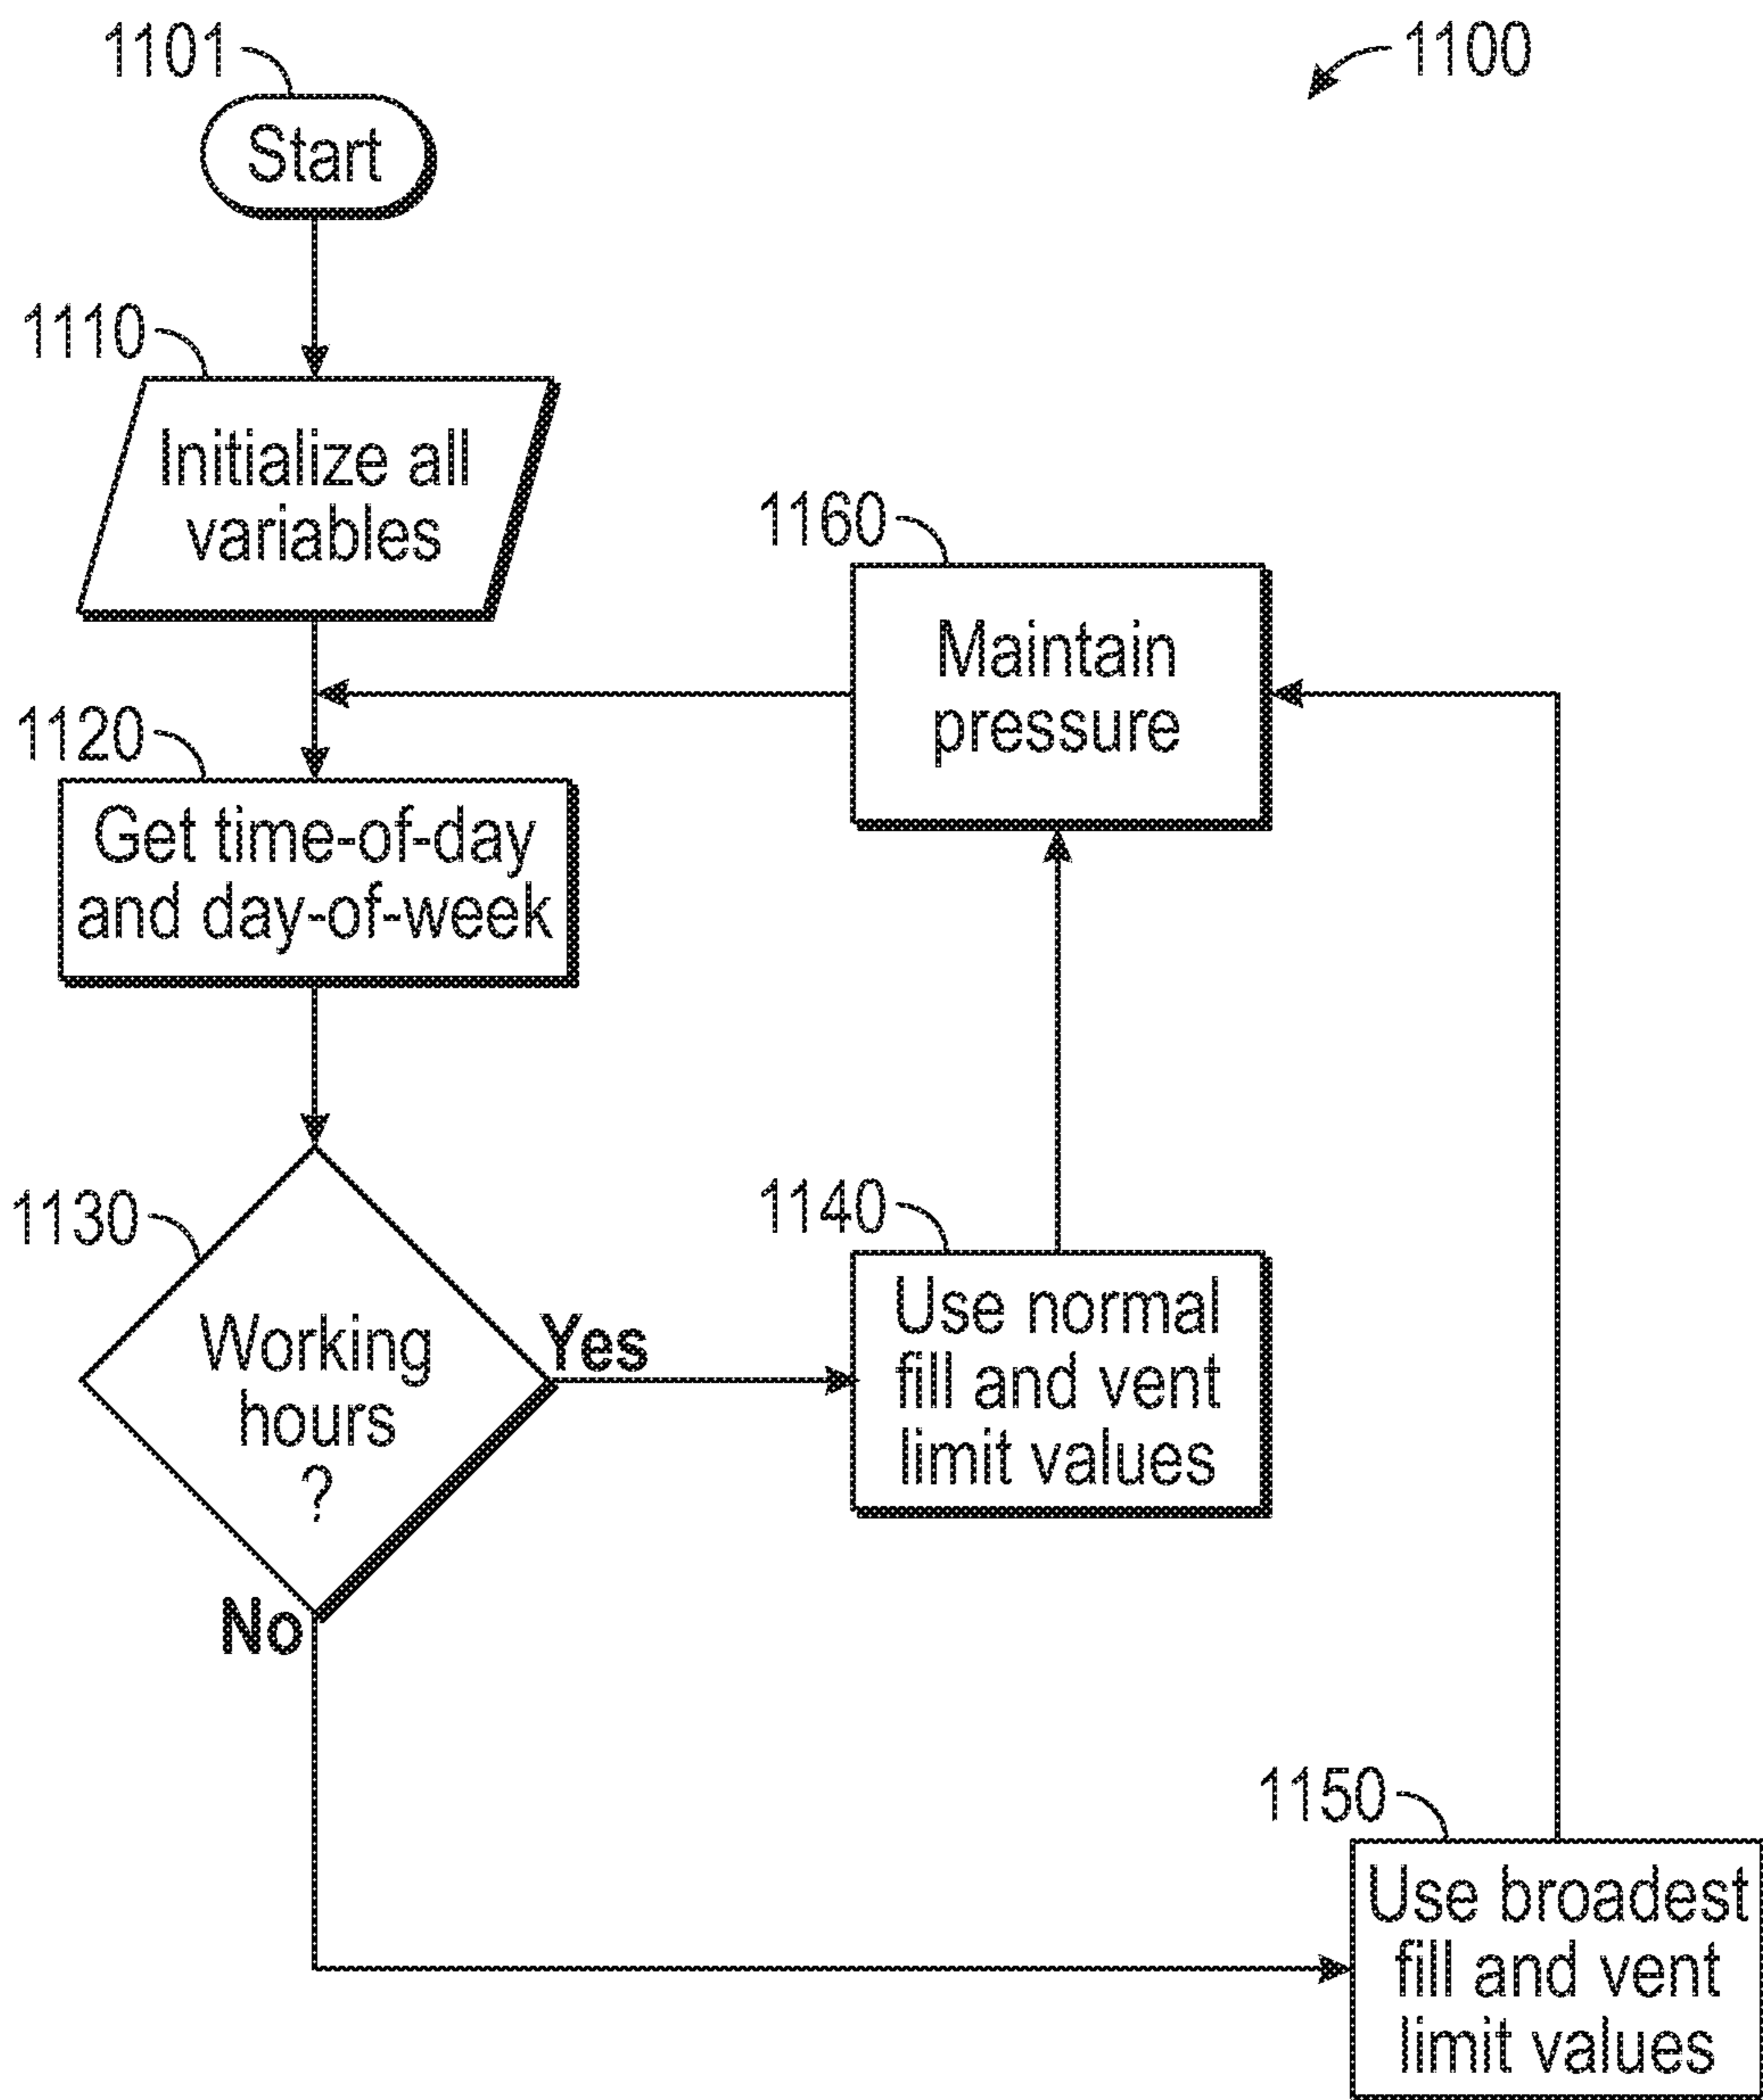 1101
1100
Start
1110
Initialize all
variables
1160
Maintain
pressure
1120
Get time-of-day
and day-of-week
1130
Working
hours
?
Yes
No
1140
Use normal
fill and vent
limit values
1150
Use broadest
fill and vent
limit values